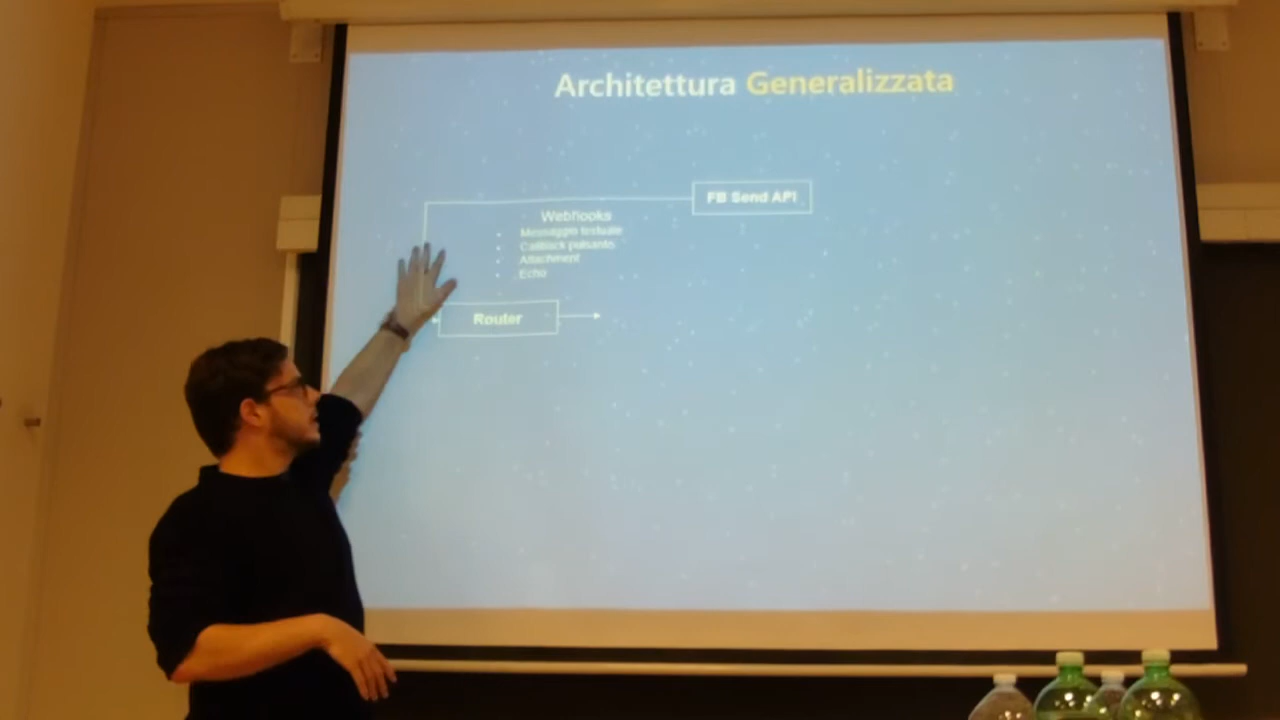 Architettura Generalizzata
FB Send API
Webhooks
Messaggio testuale
Callback pulsante
Attachment
Echo
Router